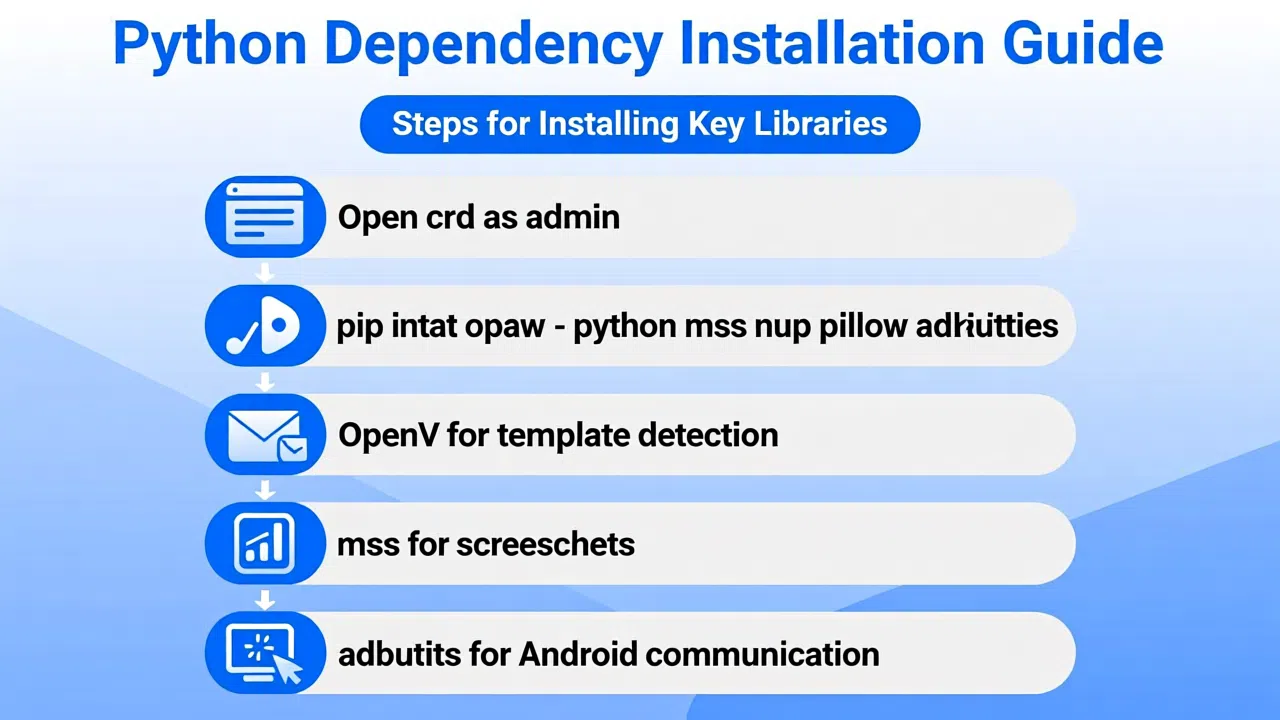 Python Dependency Installation Guide
Steps for Installing Key Libraries
Open crd as admin
pip intat opaw - python mss nup pillow adhiutties
OpenV for template detection
mss for screeschets
adbutits for Android communication